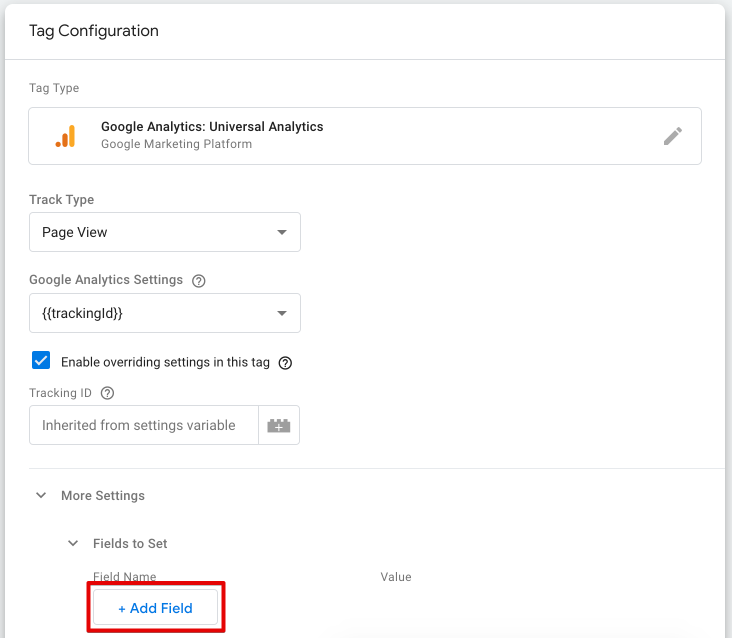 Tag Configuration
Tag Type
Google Analytics: Universal Analytics
Google Marketing Platform
Track Type
Page View
Google Analytics Settings ?
{{trackingId}}
Enable overriding settings in this tag ?
Tracking ID ?
Inherited from settings variable
More Settings
Fields to Set
Field Name Value
+ Add Field